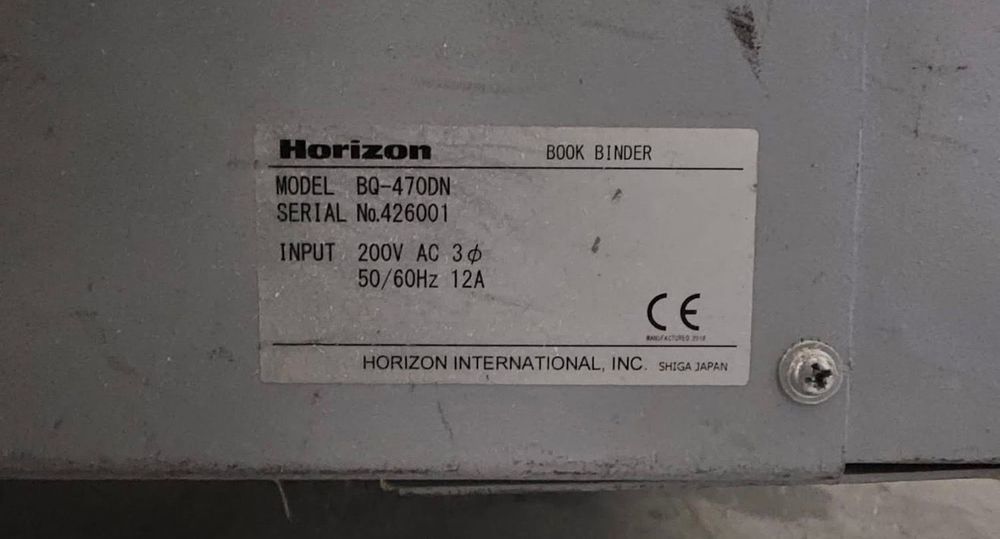 Horizon BOOK BINDER
MODEL BQ-470DN
SERIAL No.426001
INPUT 200V AC 3φ
50/60Hz 12A
CE
MANUFACTURED
HORIZON INTERNATIONAL, INC. SHIGA JAPAN